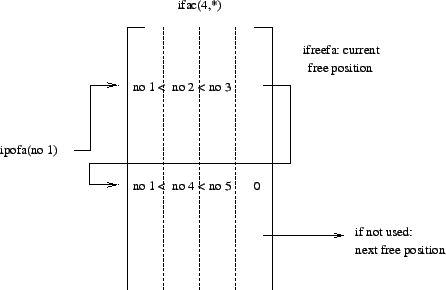 ifac(4,*)
ifreefa: current
free position
no 1 < no 2 < no 3
ipofa(no 1)
no 1 < no 4 < no 5 0
if not used:
next free position